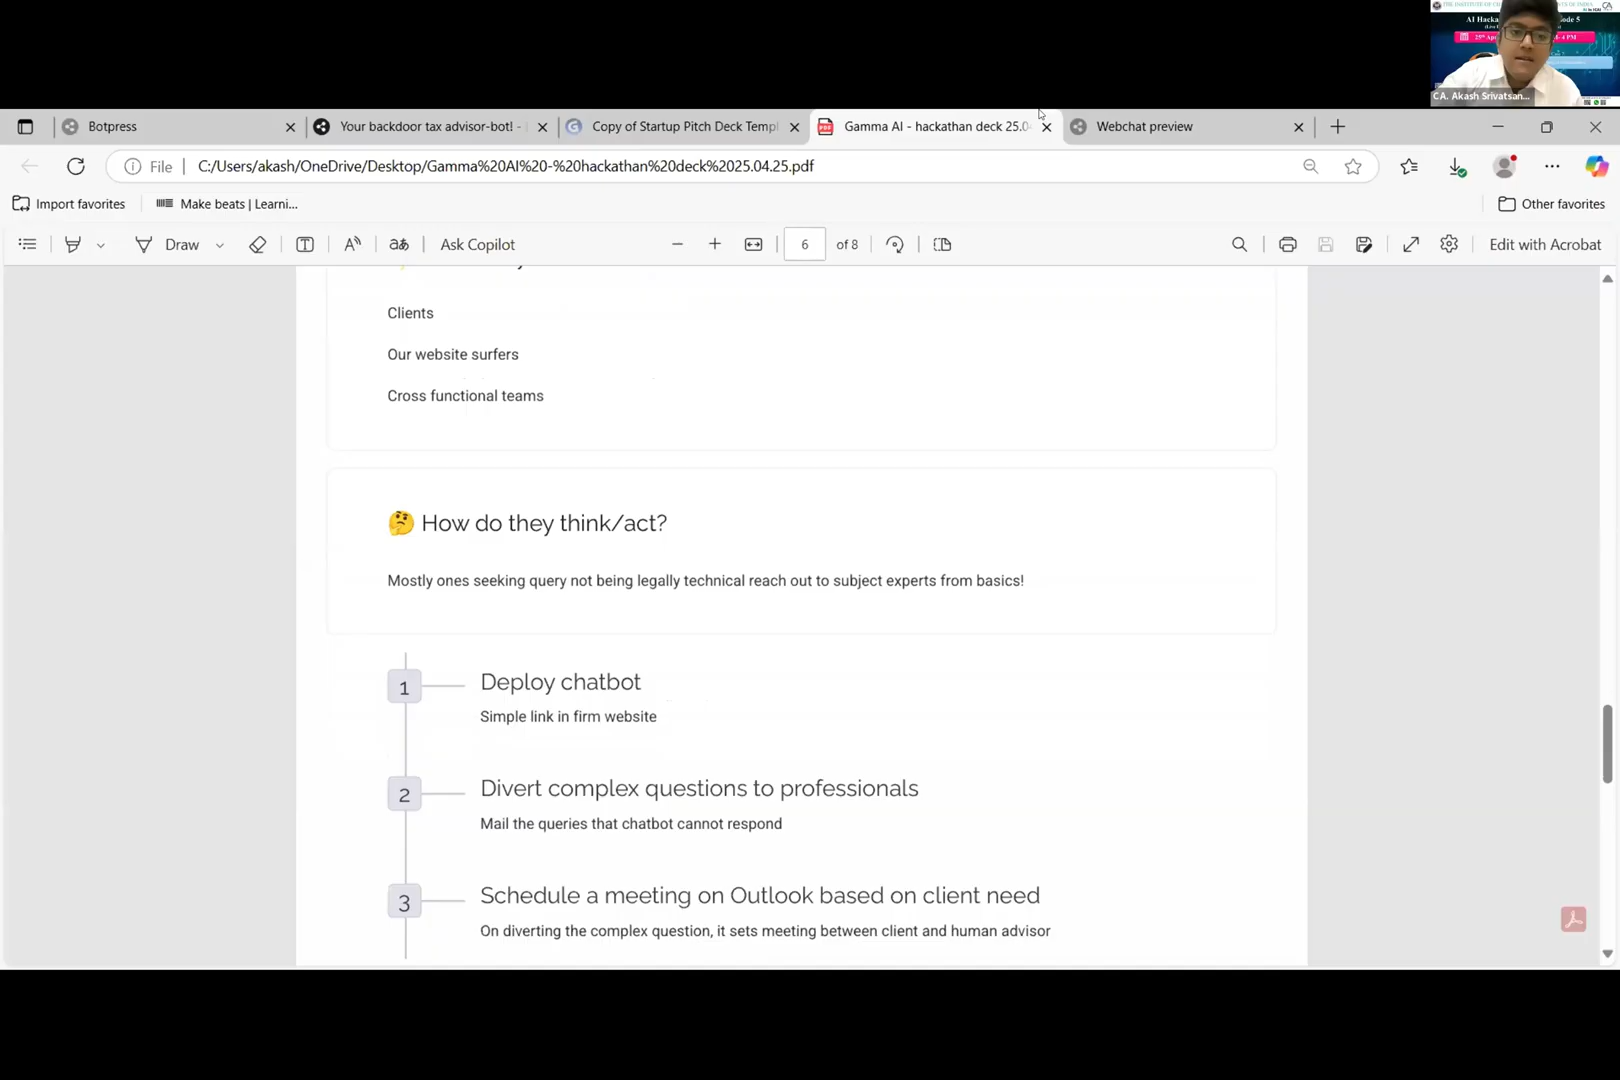 AI Hacka
ode 5
25th Apr
4 PM
CA. Akash Srivatsan...
Botpress
Your backdoor tax advisor-bot! -
Copy of Startup Pitch Deck Templ
Gamma AI - hackathan deck 25.0
Webchat preview
File
C:/Users/akash/OneDrive/Desktop/Gamma%20AI%20-%20hackathan%20deck%2025.04.25.pdf
Import favorites
Make beats | Learni...
Other favorites
Draw
Ask Copilot
6 of 8
Edit with Acrobat
Clients
Our website surfers
Cross functional teams
🤔 How do they think/act?
Mostly ones seeking query not being legally technical reach out to subject experts from basics!
1
Deploy chatbot
Simple link in firm website
2
Divert complex questions to professionals
Mail the queries that chatbot cannot respond
3
Schedule a meeting on Outlook based on client need
On diverting the complex question, it sets meeting between client and human advisor